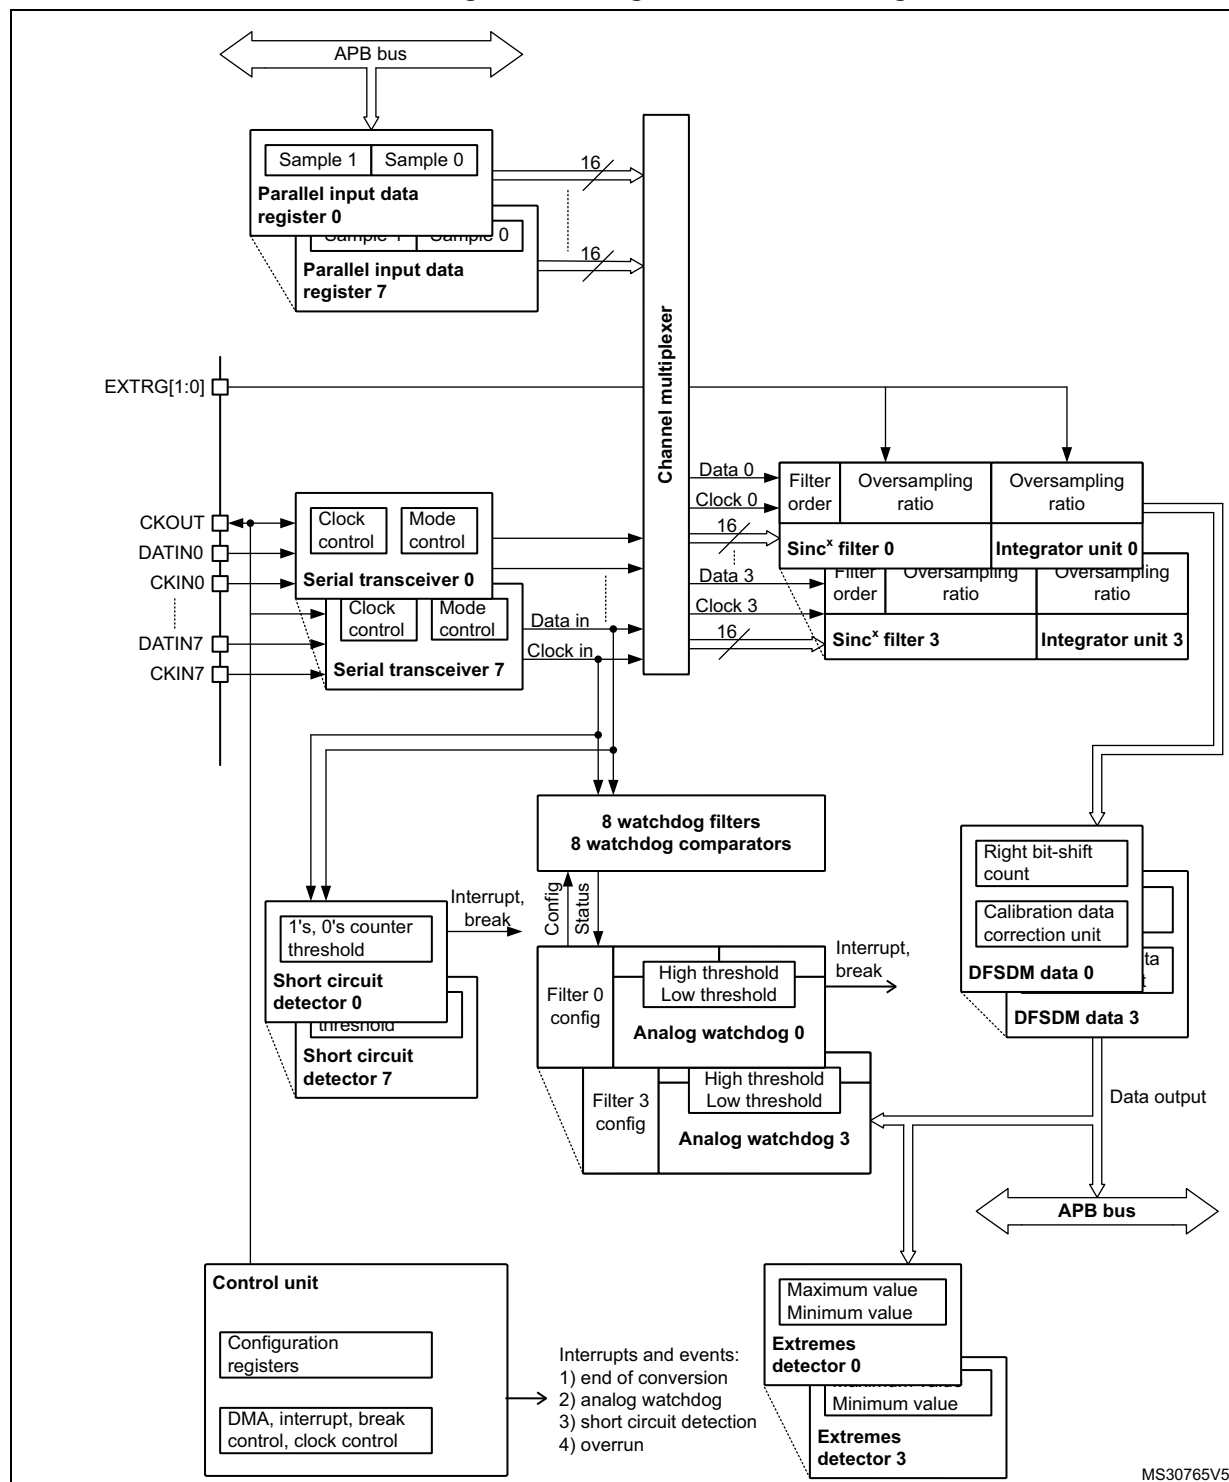 APB bus
Sample 1 Sample 0
Parallel input data
register 0
Sample 1 Sample 0
Parallel input data
register 7
16
16
Channel multiplexer
EXTRG[1:0]
CKOUT
DATIN0
CKIN0
DATIN7
CKIN7
Clock
control
Mode
control
Serial transceiver 0
Clock
control
Mode
control
Serial transceiver 7
Data in
Clock in
Data 0
Clock 0
16
Data 3
Clock 3
16
Filter
order
Oversampling
ratio
Oversampling
ratio
Sincˣ filter 0
Integrator unit 0
Filter
order
Oversampling
ratio
Oversampling
ratio
Sincˣ filter 3
Integrator unit 3
8 watchdog filters
8 watchdog comparators
Config
Status
Interrupt,
break
1's, 0's counter
threshold
Short circuit
detector 0
threshold
Short circuit
detector 7
Filter 0
config
High threshold
Low threshold
Analog watchdog 0
Interrupt,
break
Filter 3
config
High threshold
Low threshold
Analog watchdog 3
Right bit-shift
count
Calibration data
correction unit
DFSDM data 0
DFSDM data 3
Data output
APB bus
Control unit
Configuration
registers
DMA, interrupt, break
control, clock control
Interrupts and events:
1) end of conversion
2) analog watchdog
3) short circuit detection
4) overrun
Maximum value
Minimum value
Extremes
detector 0
Maximum value
Minimum value
Extremes
detector 3
MS30765V5